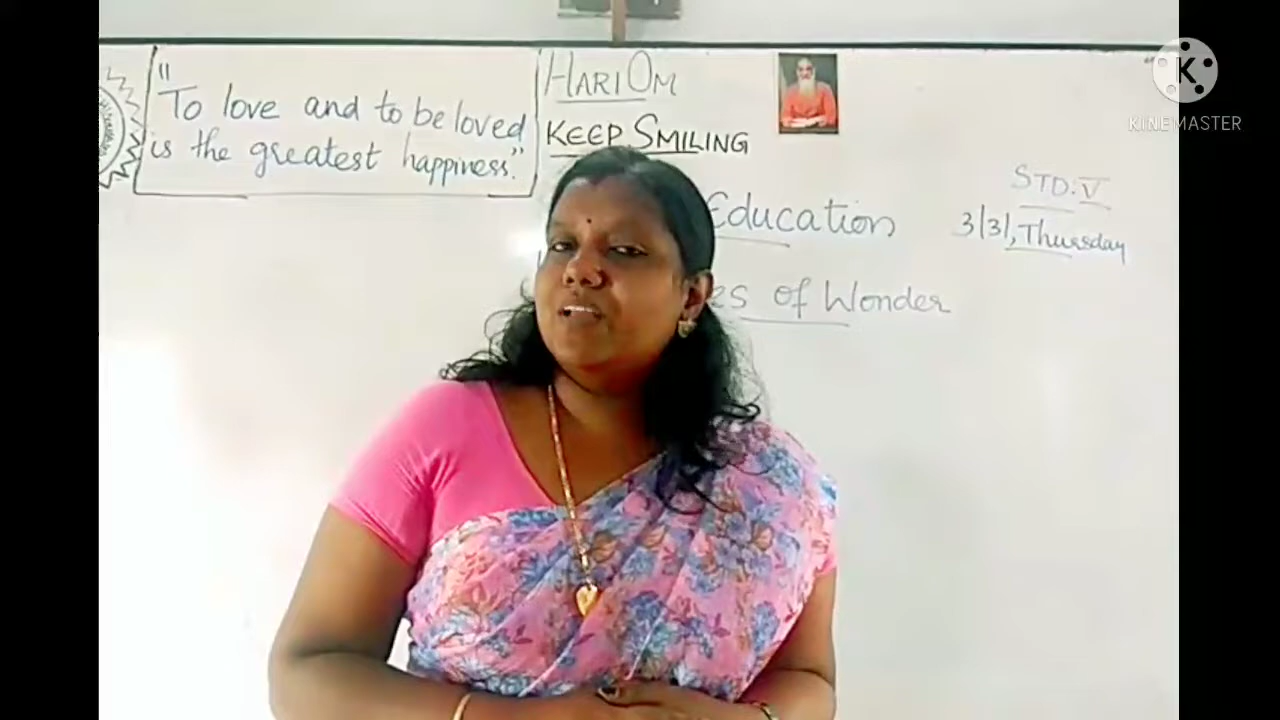 "To love and to be loved
is the greatest happiness."
HARI OM
KEEP SMILING
Education
STD. V
3/3/, Thursday
of Wonder
K
KINEMASTER